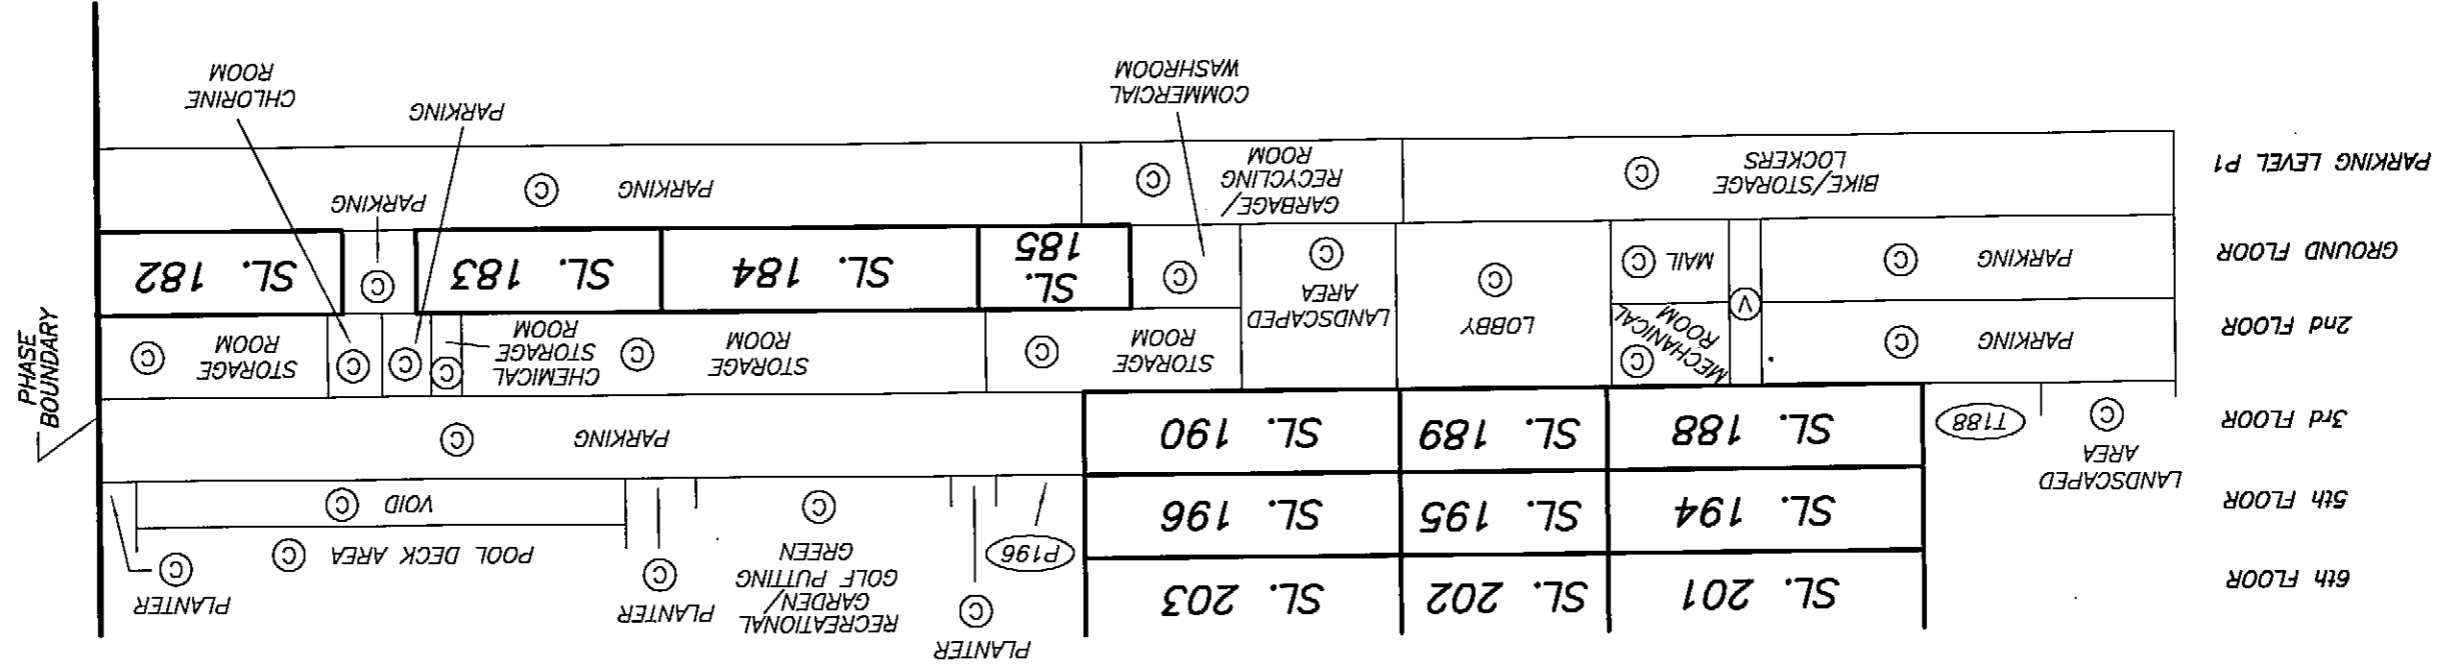 6th FLOOR
SL. 201
SL. 202
SL. 203
PLANTER
C
RECREATIONAL
GARDEN/
GOLF PUTTING
GREEN
C
PLANTER
C
POOL DECK AREA C
PLANTER
C
5th FLOOR
SL. 194
SL. 195
SL. 196
P196
VOID C
3rd FLOOR
LANDSCAPED
AREA
C
T188
SL. 188
SL. 189
SL. 190
PARKING C
PHASE
BOUNDARY
2nd FLOOR
PARKING C
V
MECHANICAL
ROOM
C
LOBBY
C
LANDSCAPED
AREA
C
STORAGE
ROOM
C
STORAGE
ROOM
C
CHEMICAL
STORAGE
ROOM
C
C
C
STORAGE
ROOM
C
GROUND FLOOR
PARKING C
MAIL C
C
SL.
185
SL. 184
SL. 183
C
SL. 182
PARKING LEVEL P1
BIKE/STORAGE
LOCKERS
C
GARBAGE/
RECYCLING
ROOM
C
PARKING C
PARKING
COMMERCIAL
WASHROOM
PARKING
CHLORINE
ROOM